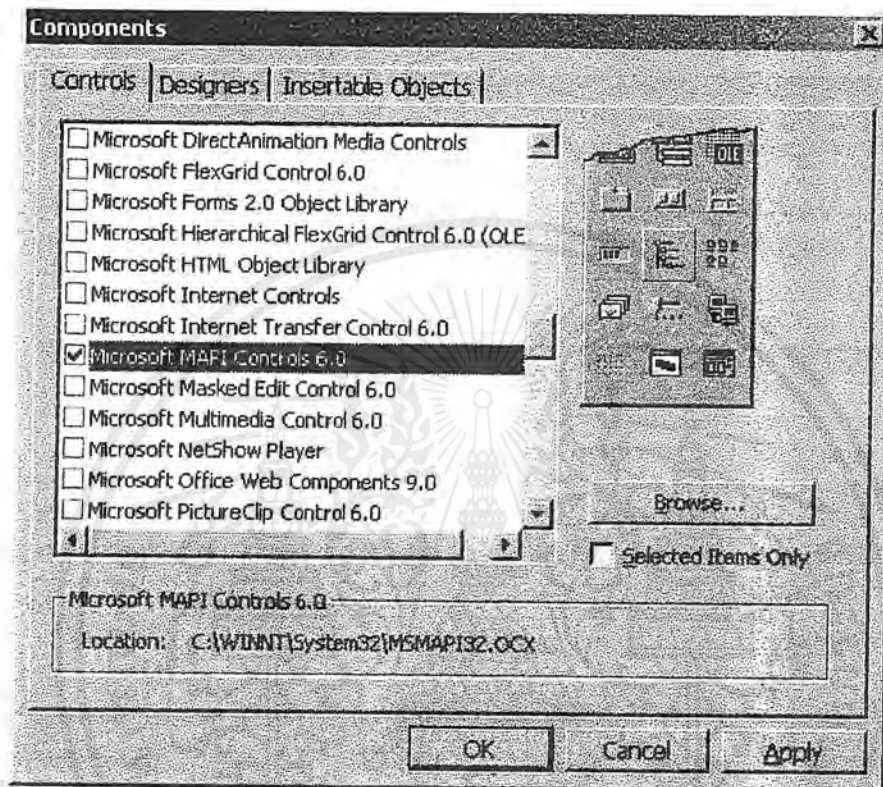 Components
Controls
Designers
Insertable Objects
Microsoft DirectAnimation Media Controls
Microsoft FlexGrid Control 6.0
Microsoft Forms 2.0 Object Library
Microsoft Hierarchical FlexGrid Control 6.0 (OLE
Microsoft HTML Object Library
Microsoft Internet Controls
Microsoft Internet Transfer Control 6.0
Microsoft MAPI Controls 6.0
Microsoft Masked Edit Control 6.0
Microsoft Multimedia Control 6.0
Microsoft NetShow Player
Microsoft Office Web Components 9.0
Microsoft PictureClip Control 6.0
OLE
Browse...
Selected Items Only
Microsoft MAPI Controls 6.0
Location: C:\WINNT\System32\MSMAPI32.OCX
OK
Cancel
Apply